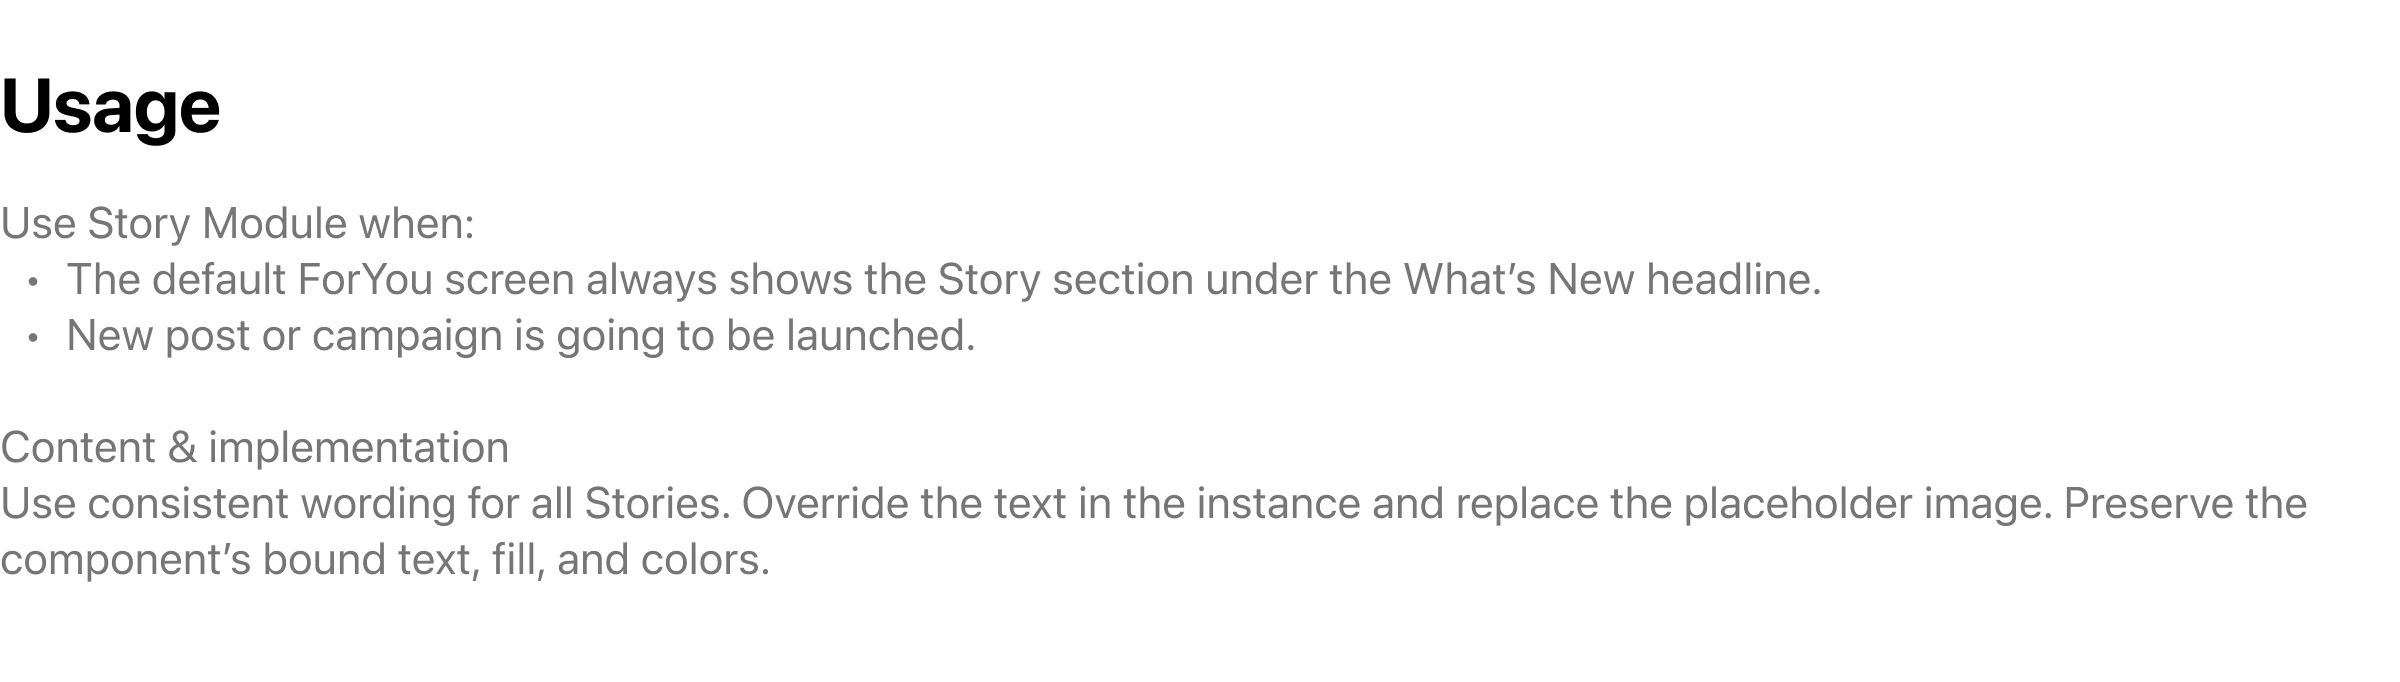 Usage
Use Story Module when:
• The default ForYou screen always shows the Story section under the What’s New headline.
• New post or campaign is going to be launched.
Content & implementation
Use consistent wording for all Stories. Override the text in the instance and replace the placeholder image. Preserve the
component’s bound text, fill, and colors.